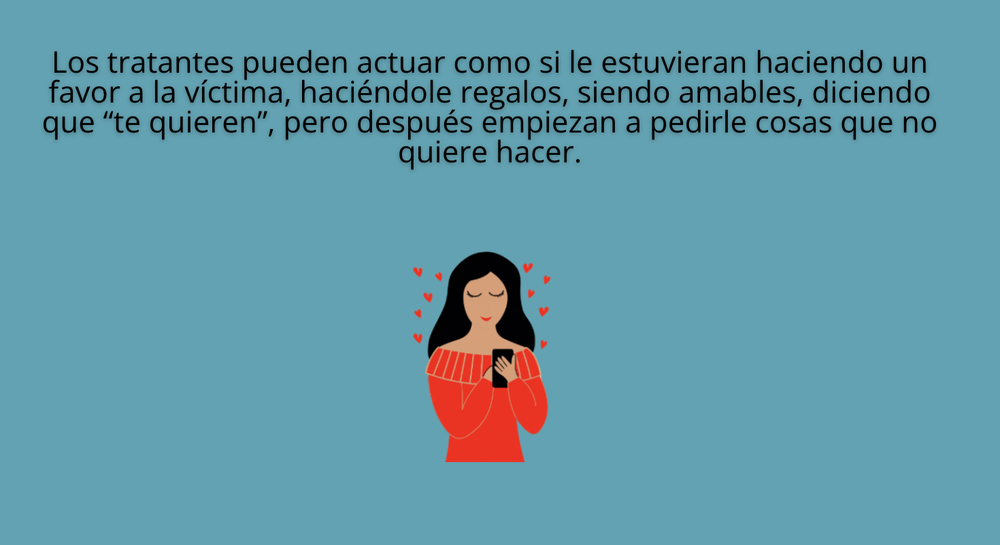 Los tratantes pueden actuar como si le estuvieran haciendo un
favor a la víctima, haciéndole regalos, siendo amables, diciendo
que “te quieren”, pero después empiezan a pedirle cosas que no
quiere hacer.